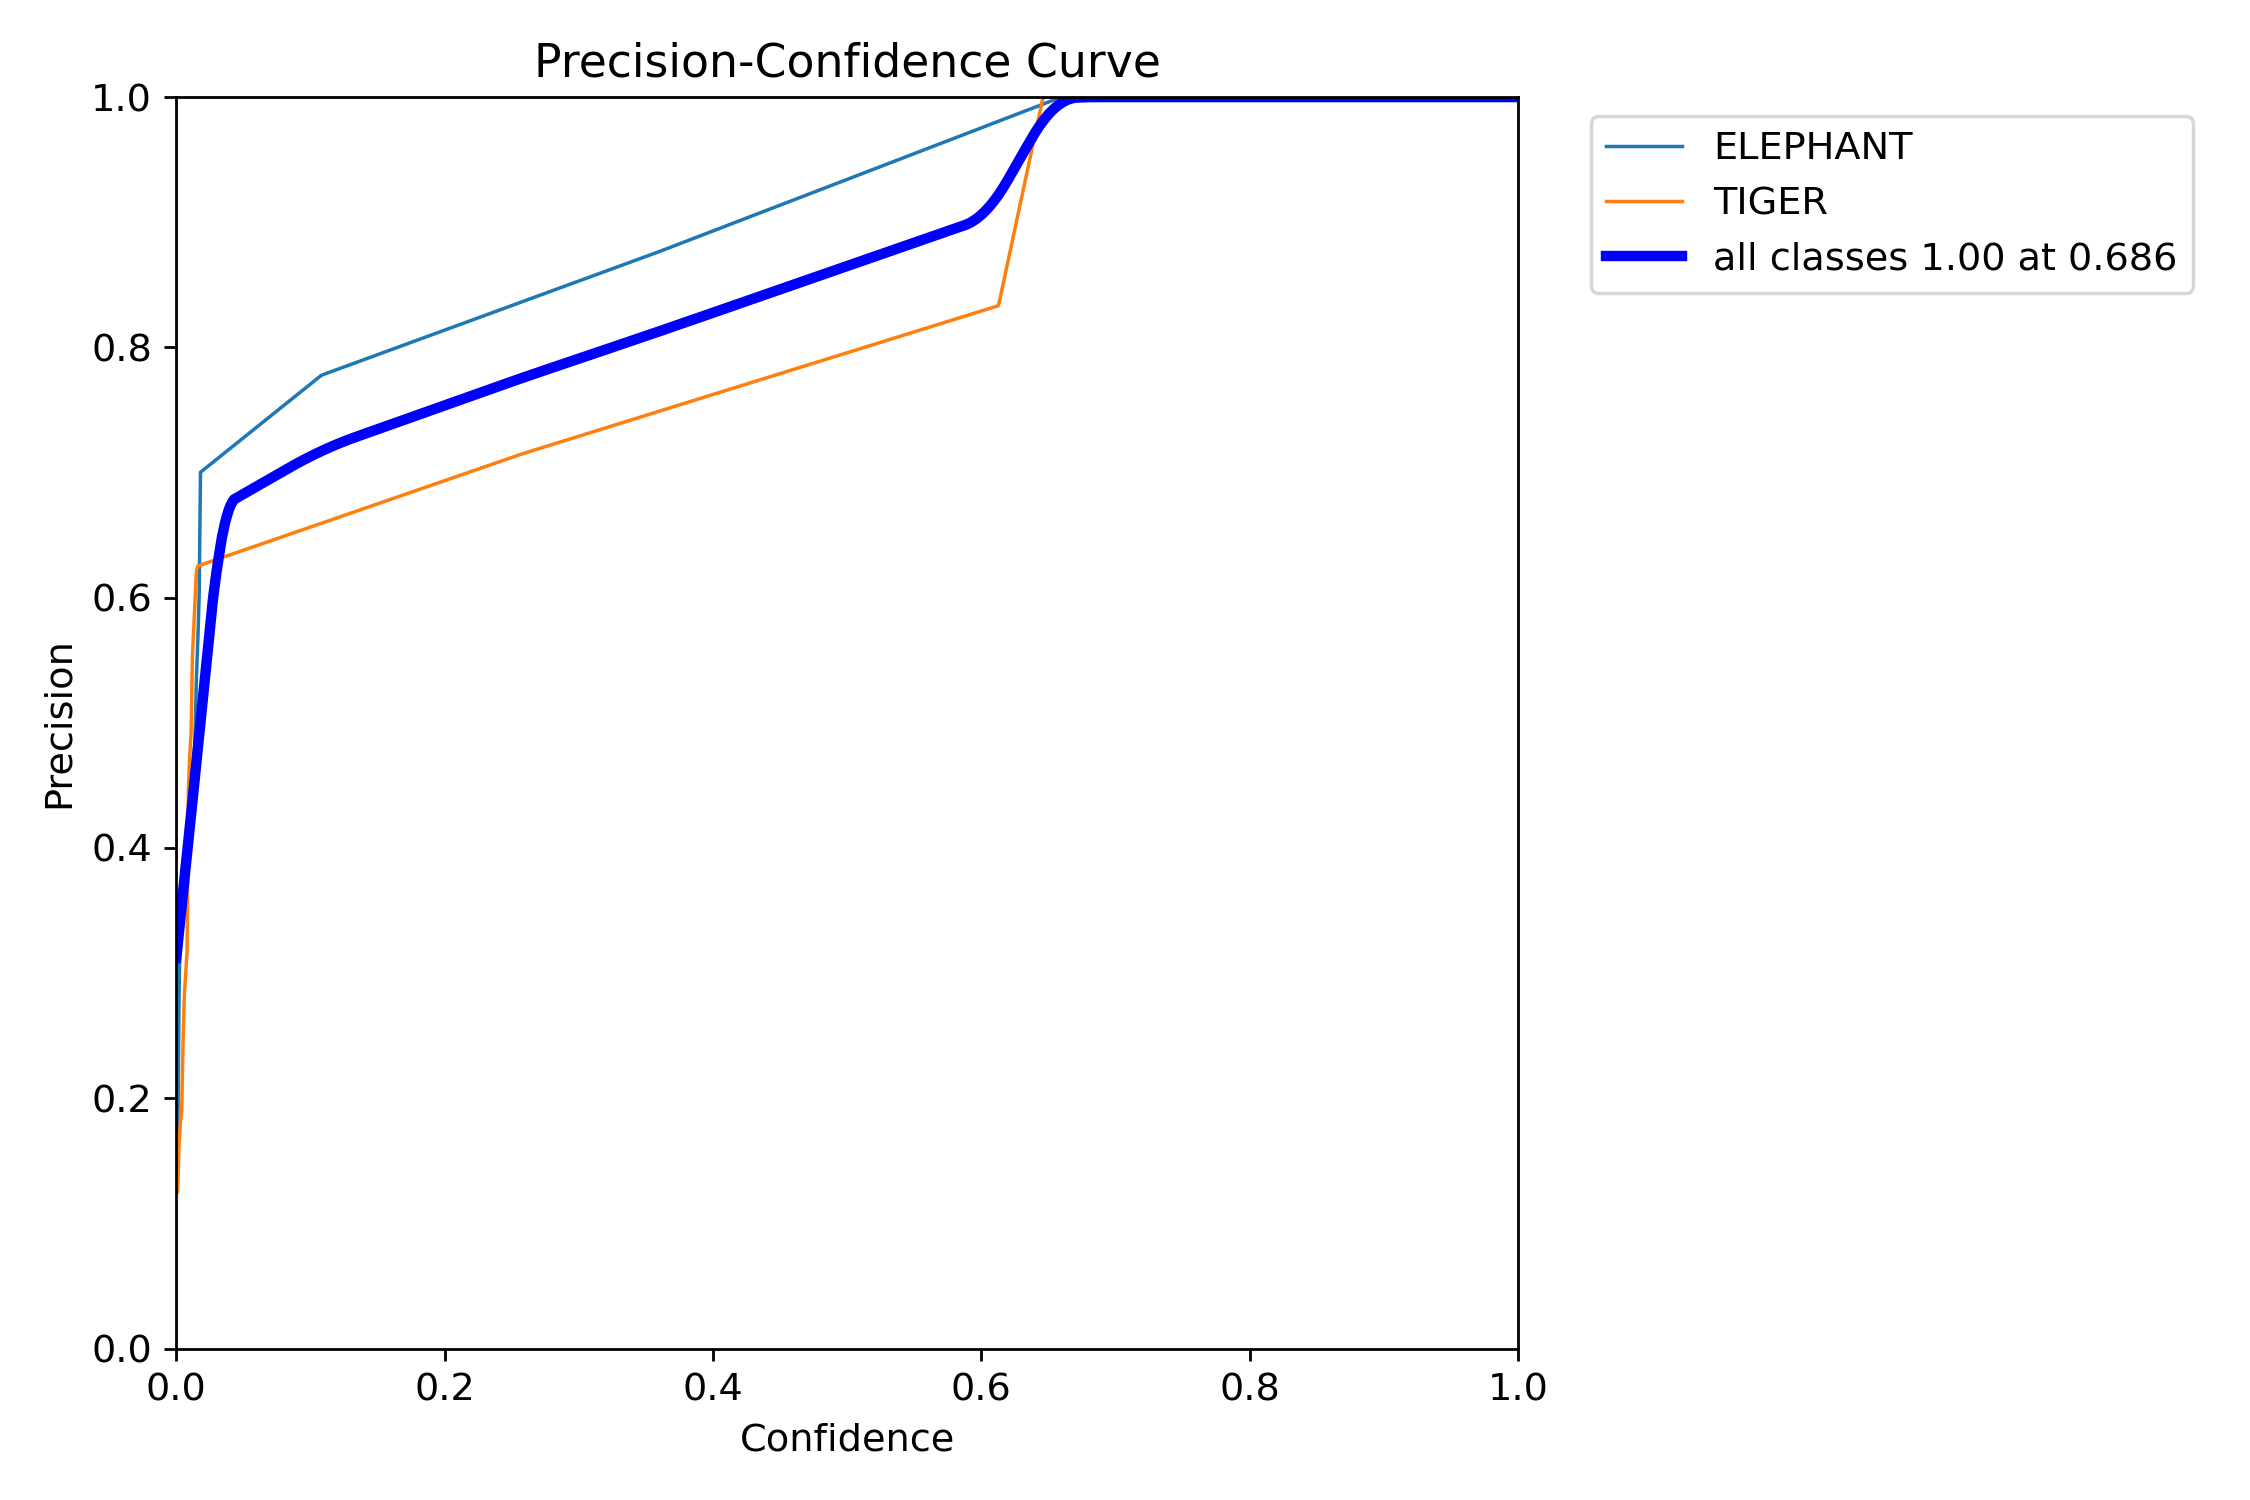 Precision-Confidence Curve
1.0
0.8
0.6
0.4
0.2
0.0
Precision
0.0 0.2 0.4 0.6 0.8 1.0
Confidence
ELEPHANT
TIGER
all classes 1.00 at 0.686